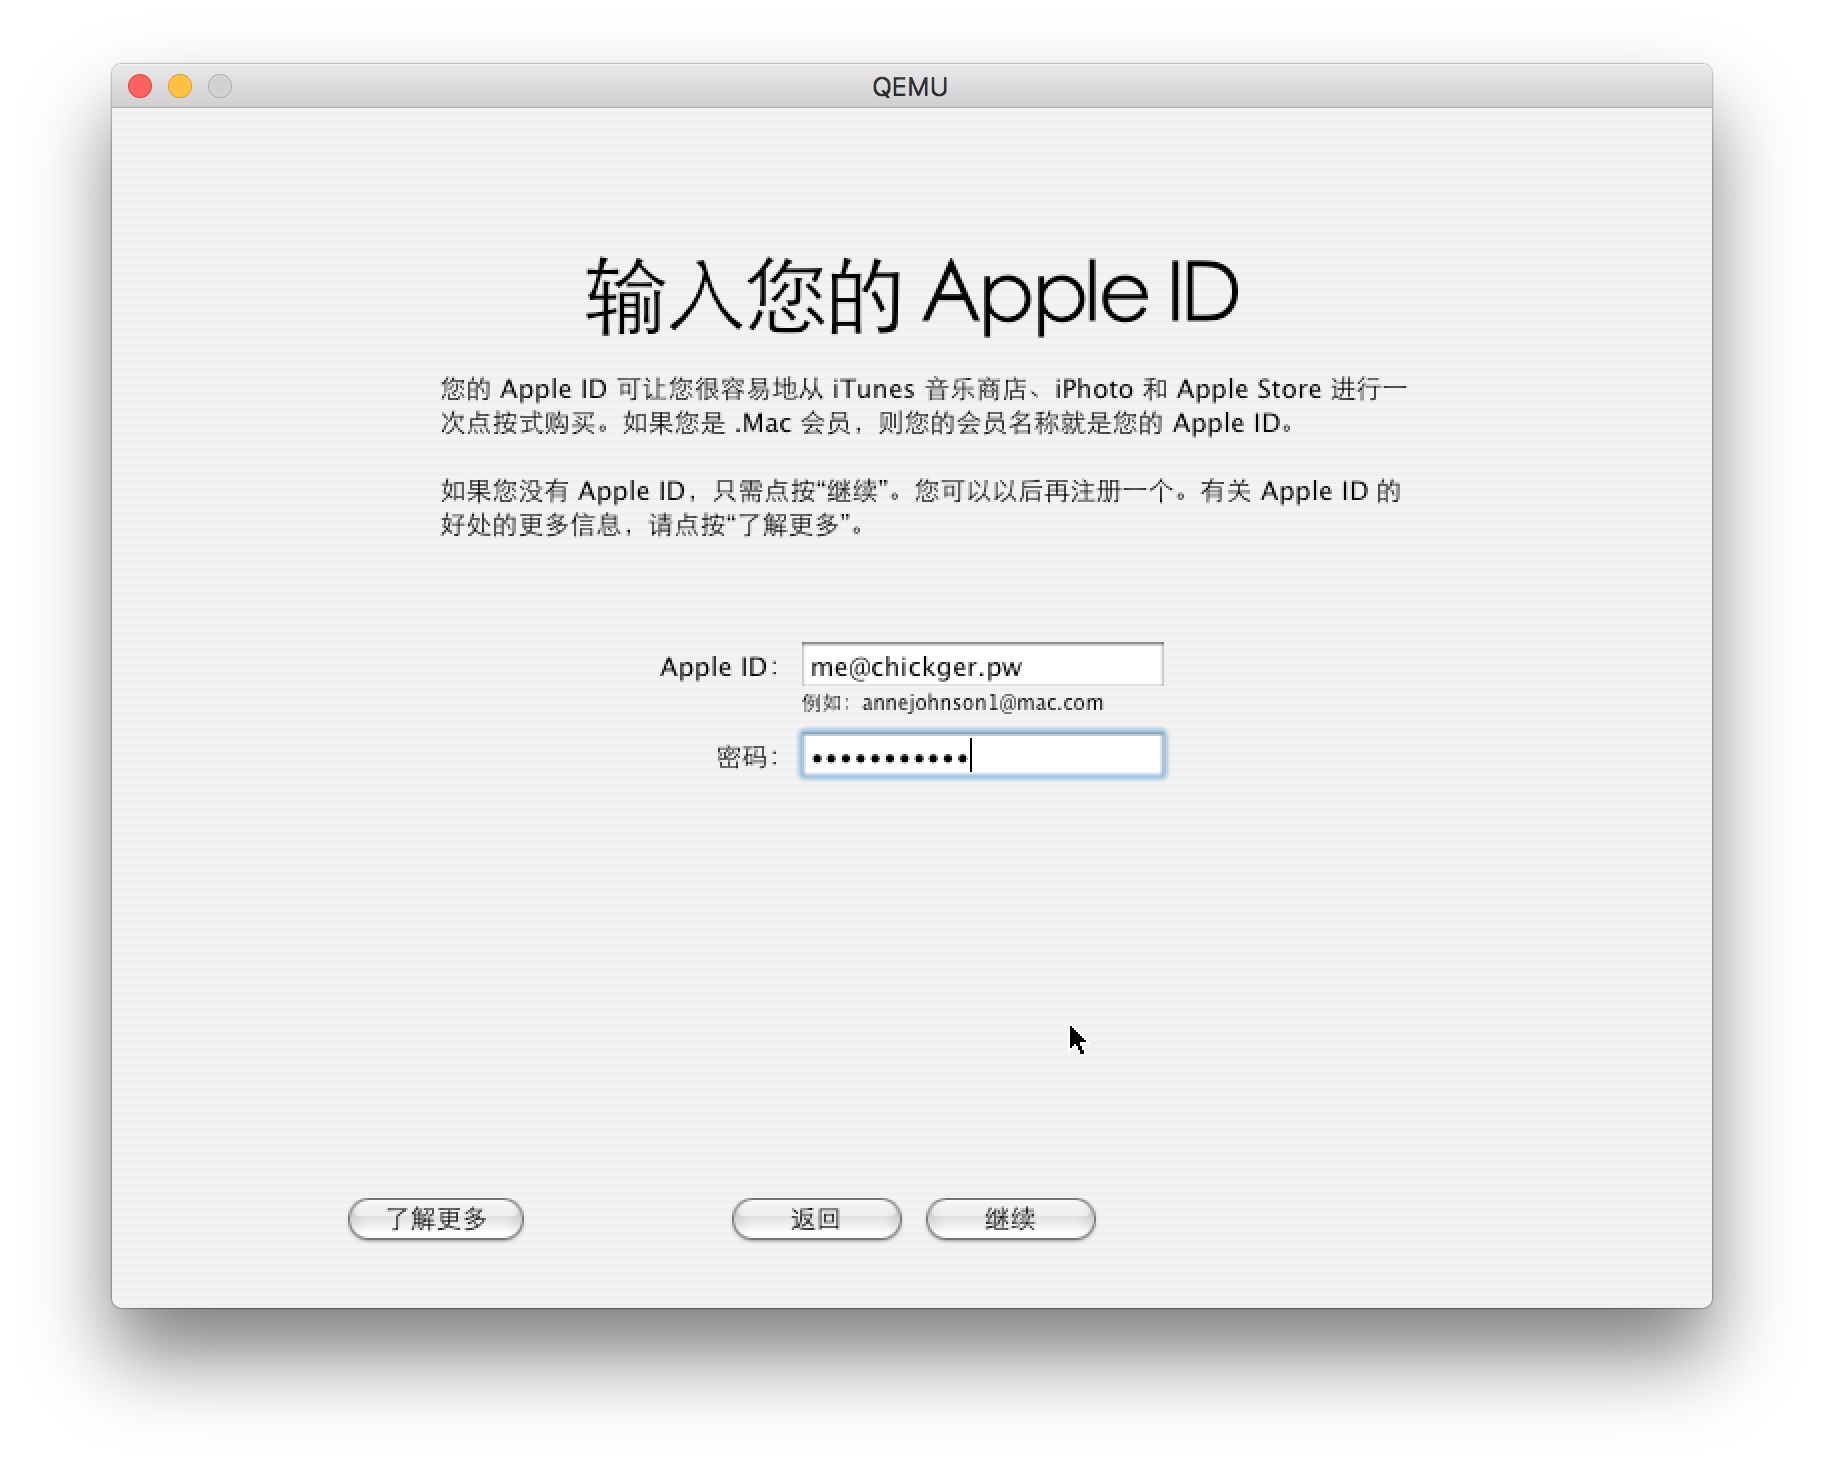 QEMU
输入您的 Apple ID
您的 Apple ID 可让您很容易地从 iTunes 音乐商店、iPhoto 和 Apple Store 进行一
次点按式购买。如果您是 .Mac 会员，则您的会员名称就是您的 Apple ID。
如果您没有 Apple ID，只需点按“继续”。您可以以后再注册一个。有关 Apple ID 的
好处的更多信息，请点按“了解更多”。
Apple ID： me@chickger.pw
例如：annejohnson1@mac.com
密码： •••••••••••
了解更多 返回 继续